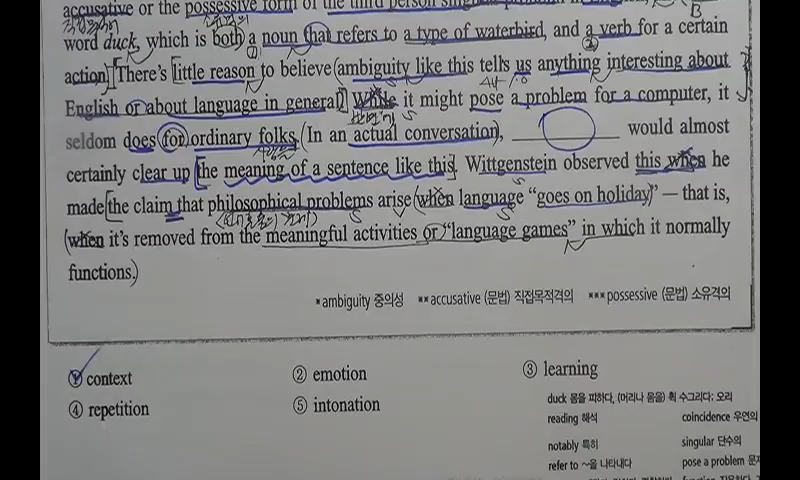 accusative or the possessive form of the third person
word duck, which is both a noun that refers to a type of waterbird, and a verb for a certain
action. There's little reason to believe ambiguity like this tells us anything interesting about
English or about language in general. While it might pose a problem for a computer, it
seldom does for ordinary folks. In an actual conversation, ________ would almost
certainly clear up the meaning of a sentence like this. Wittgenstein observed this when he
made the claim that philosophical problems arise when language “goes on holiday” — that is,
when it's removed from the meaningful activities or “language games” in which it normally
functions.
*ambiguity 중의성 **accusative (문법) 직접목적격의 ***possessive (문법) 소유격의
① context ② emotion ③ learning
④ repetition ⑤ intonation
duck 몸을 피하다, (머리나 몸을) 휙 수그리다; 오리
reading 해석 coincidence 우연의
notably 특히 singular 단수의
refer to ~을 나타내다 pose a problem